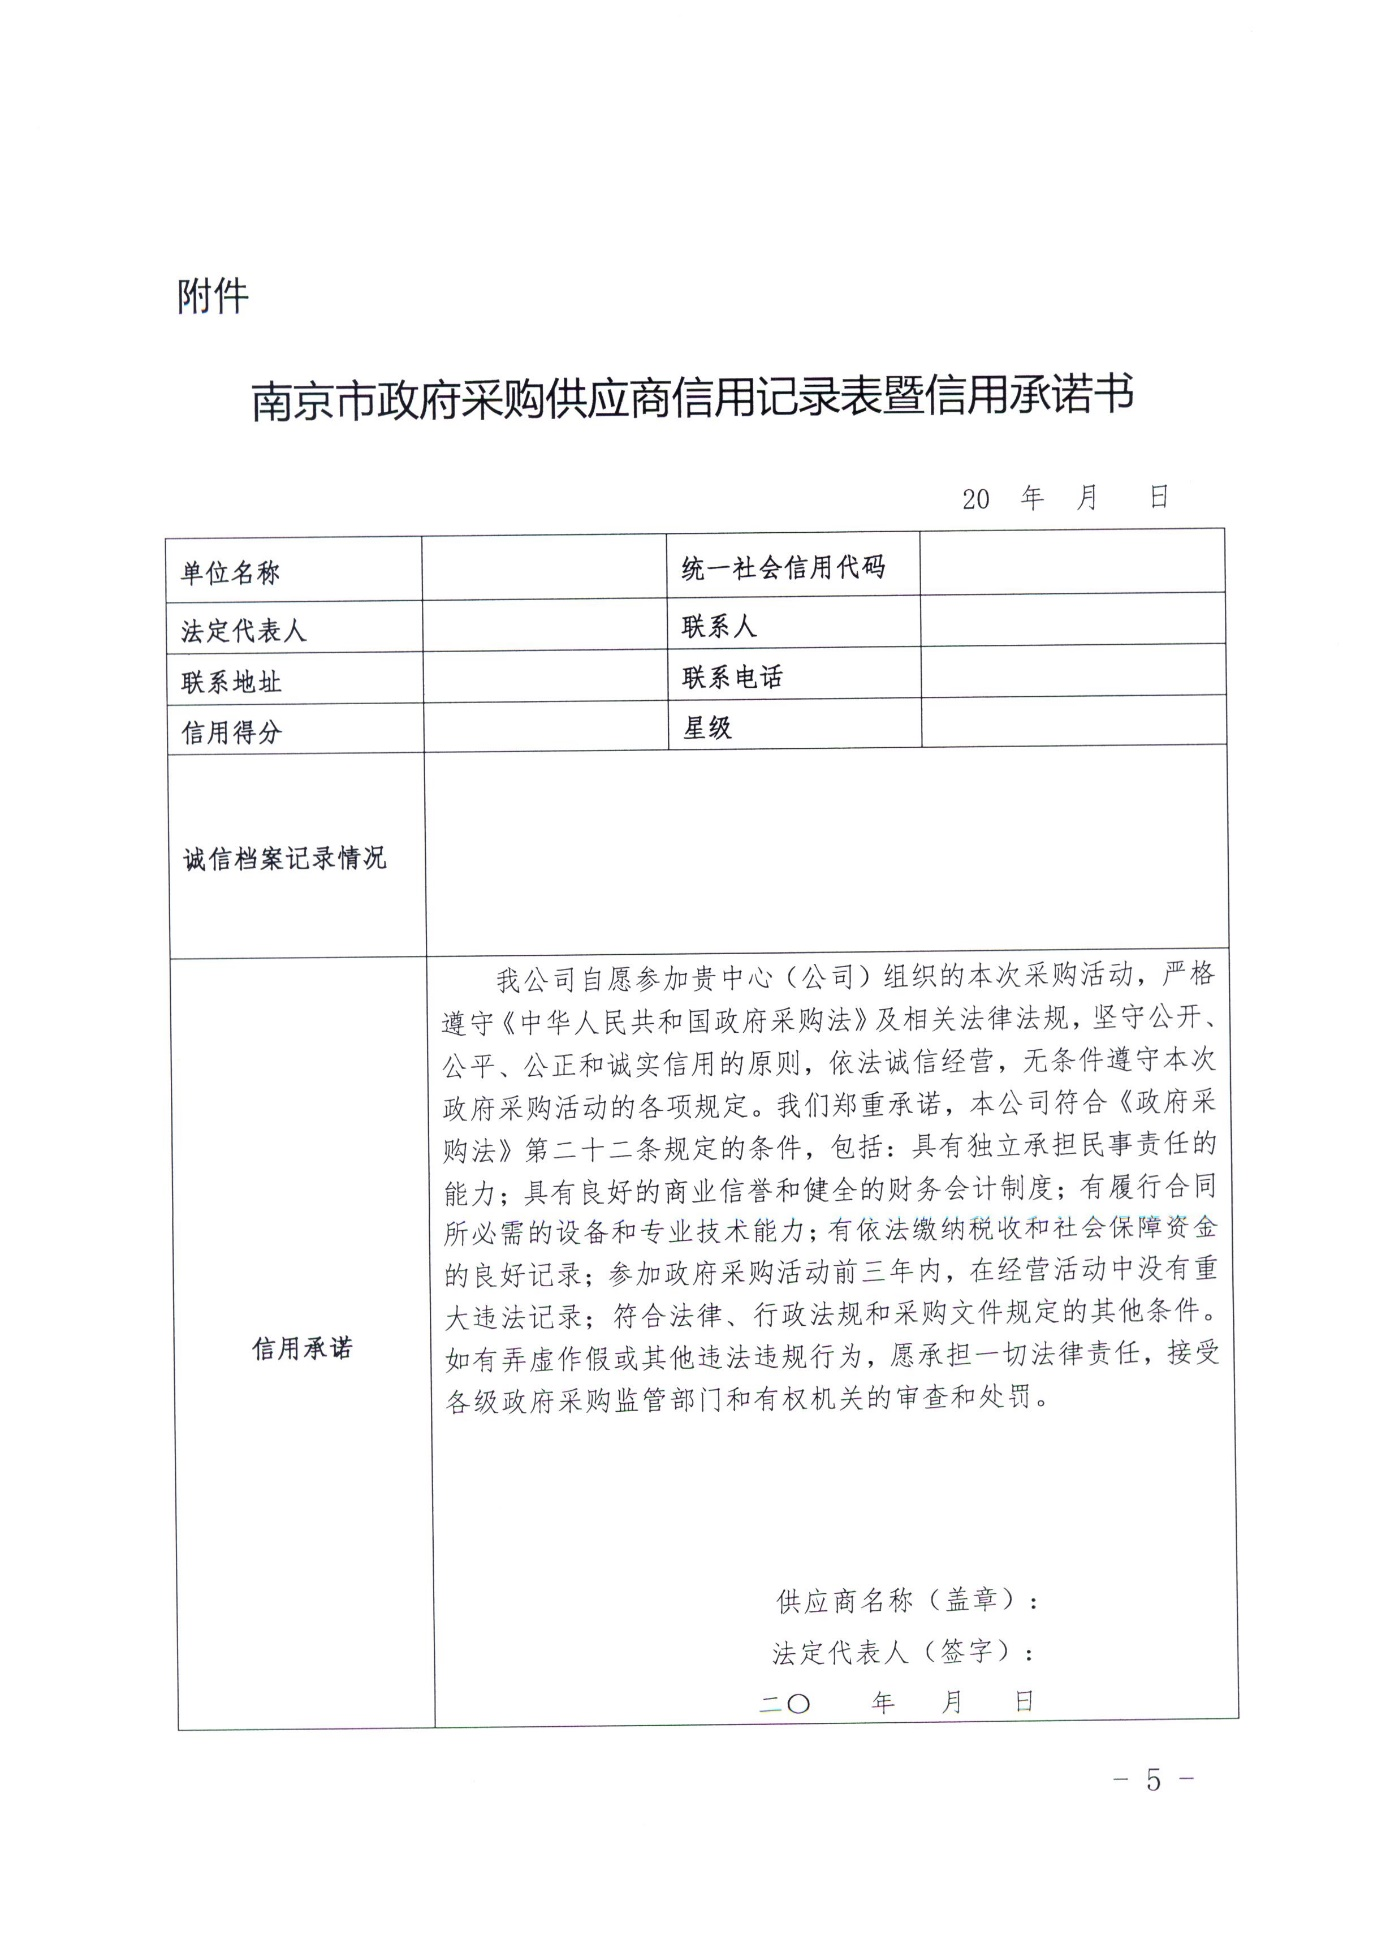 附件
南京市政府采购供应商信用记录表暨信用承诺书
20 年 月 日
单位名称 统一社会信用代码
法定代表人 联系人
联系地址 联系电话
信用得分 星级
诚信档案记录情况
信用承诺
我公司自愿参加贵中心（公司）组织的本次采购活动，严格
遵守《中华人民共和国政府采购法》及相关法律法规，坚守公开、
公平、公正和诚实信用的原则，依法诚信经营，无条件遵守本次
政府采购活动的各项规定。我们郑重承诺，本公司符合《政府采
购法》第二十二条规定的条件，包括：具有独立承担民事责任的
能力；具有良好的商业信誉和健全的财务会计制度；有履行合同
所必需的设备和专业技术能力；有依法缴纳税收和社会保障资金
的良好记录；参加政府采购活动前三年内，在经营活动中没有重
大违法记录；符合法律、行政法规和采购文件规定的其他条件。
如有弄虚作假或其他违法违规行为，愿承担一切法律责任，接受
各级政府采购监管部门和有权机关的审查和处罚。
供应商名称（盖章）：
法定代表人（签字）：
二〇 年 月 日
- 5 -